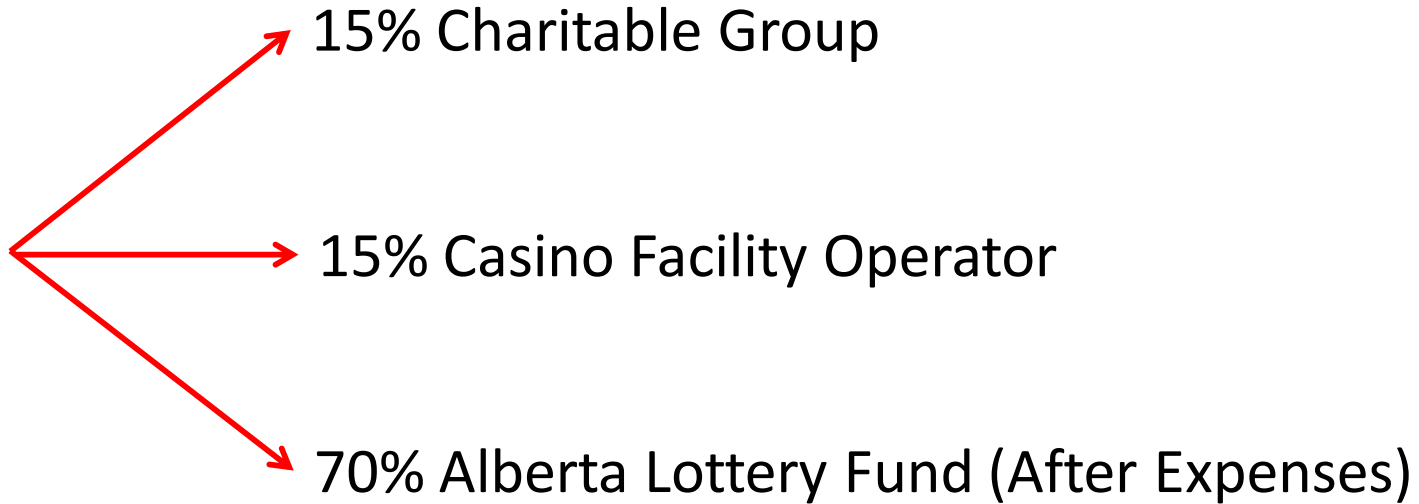 15% Charitable Group
15% Casino Facility Operator
70% Alberta Lottery Fund (After Expenses)